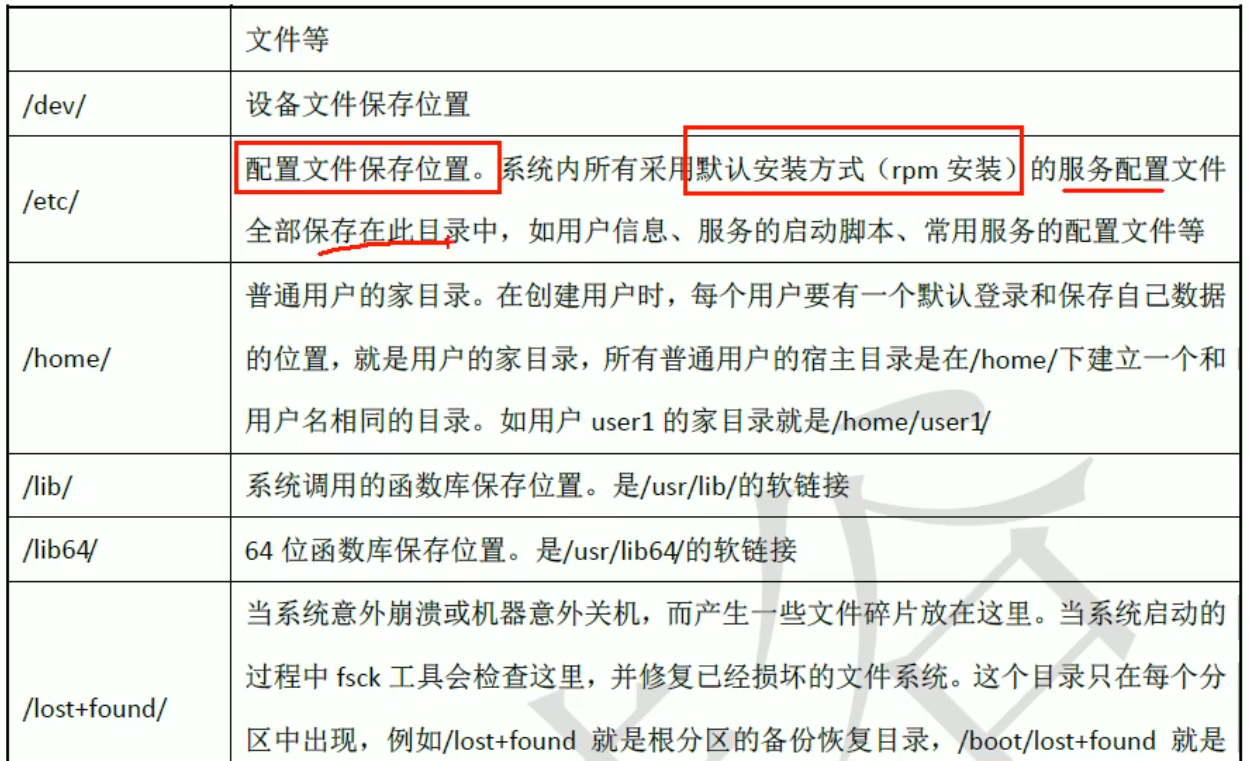 文件等
/dev/
设备文件保存位置
/etc/
配置文件保存位置。系统内所有采用默认安装方式（rpm 安装）的服务配置文件
全部保存在此目录中，如用户信息、服务的启动脚本、常用服务的配置文件等
/home/
普通用户的家目录。在创建用户时，每个用户要有一个默认登录和保存自己数据
的位置，就是用户的家目录，所有普通用户的宿主目录是在/home/下建立一个和
用户名相同的目录。如用户 user1 的家目录就是/home/user1/
/lib/
系统调用的函数库保存位置。是/usr/lib/的软链接
/lib64/
64 位函数库保存位置。是/usr/lib64/的软链接
/lost+found/
当系统意外崩溃或机器意外关机，而产生一些文件碎片放在这里。当系统启动的
过程中 fsck 工具会检查这里，并修复已经损坏的文件系统。这个目录只在每个分
区中出现，例如/lost+found 就是根分区的备份恢复目录，/boot/lost+found 就是